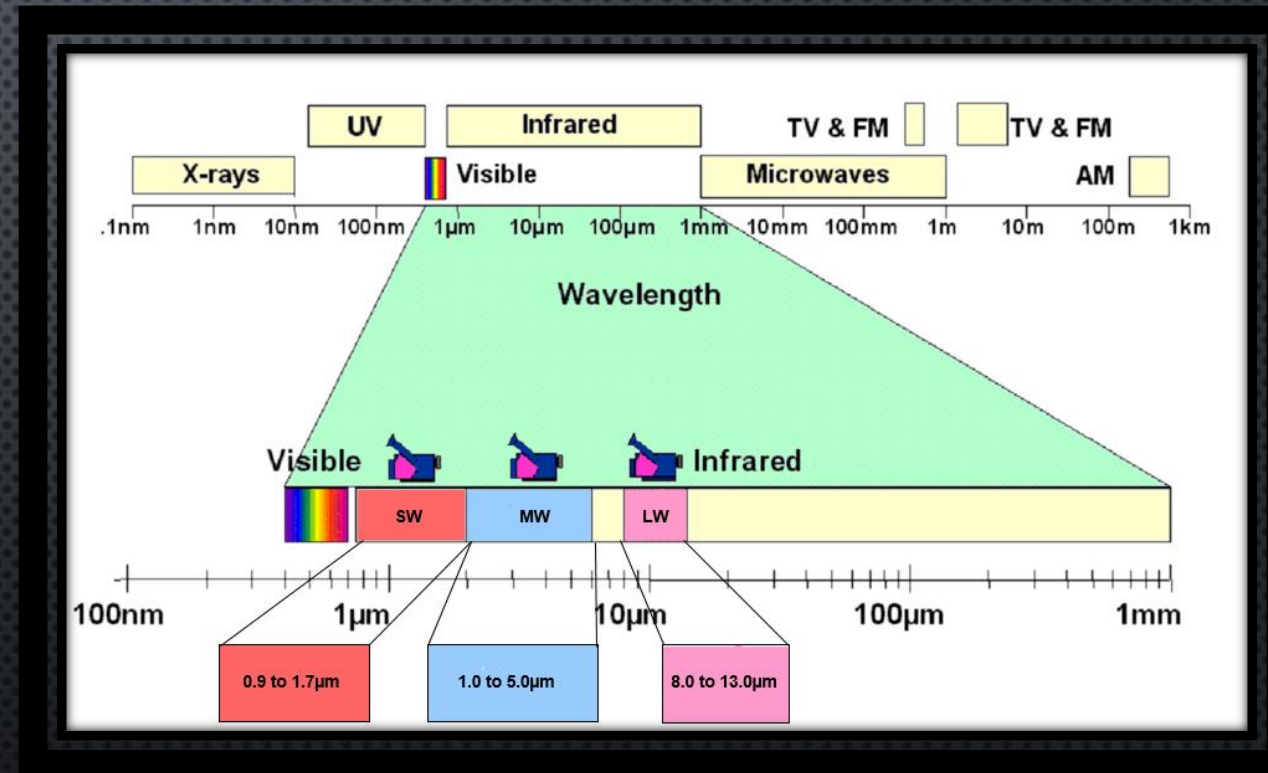 UV
Infrared
TV & FM
TV & FM
X-rays
Visible
Microwaves
AM
.1nm 1nm 10nm 100nm 1µm 10µm 100µm 1mm 10mm 100mm 1m 10m 100m 1km
Wavelength
Visible
Infrared
SW
MW
LW
100nm 1µm 10µm 100µm 1mm
0.9 to 1.7µm
1.0 to 5.0µm
8.0 to 13.0µm